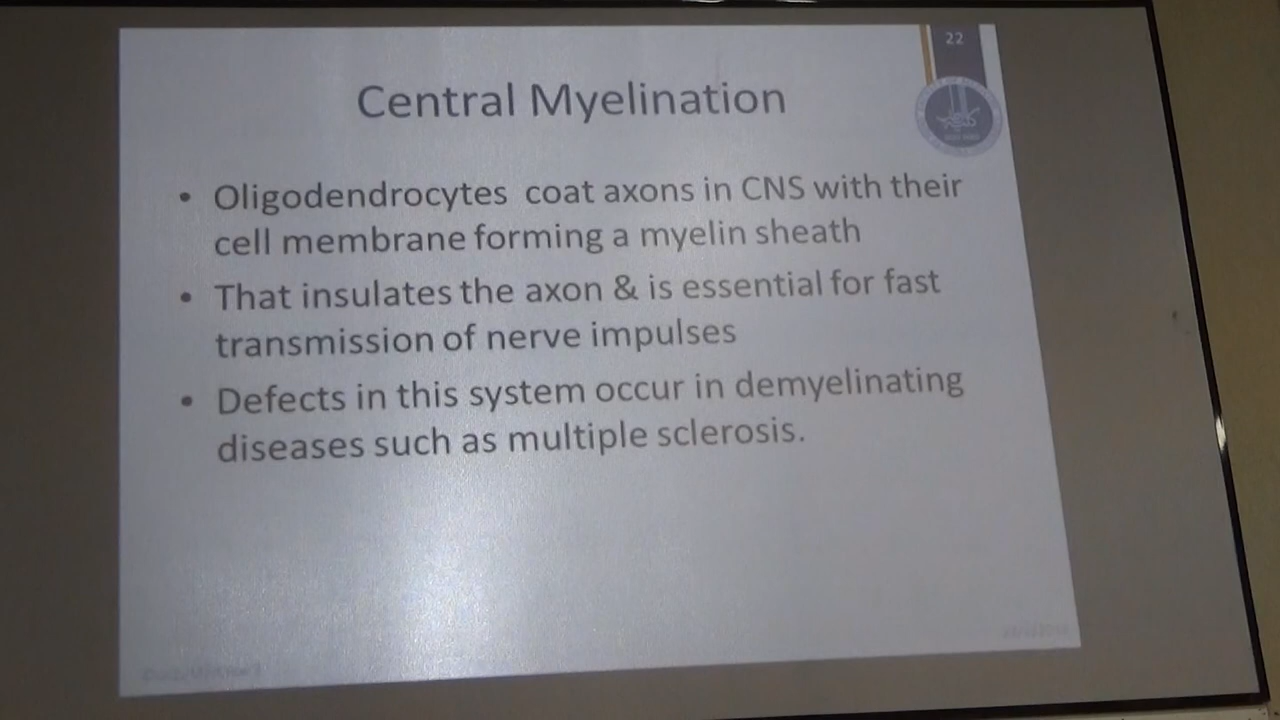 22
Central Myelination
• Oligodendrocytes coat axons in CNS with their
cell membrane forming a myelin sheath
• That insulates the axon & is essential for fast
transmission of nerve impulses
• Defects in this system occur in demyelinating
diseases such as multiple sclerosis.